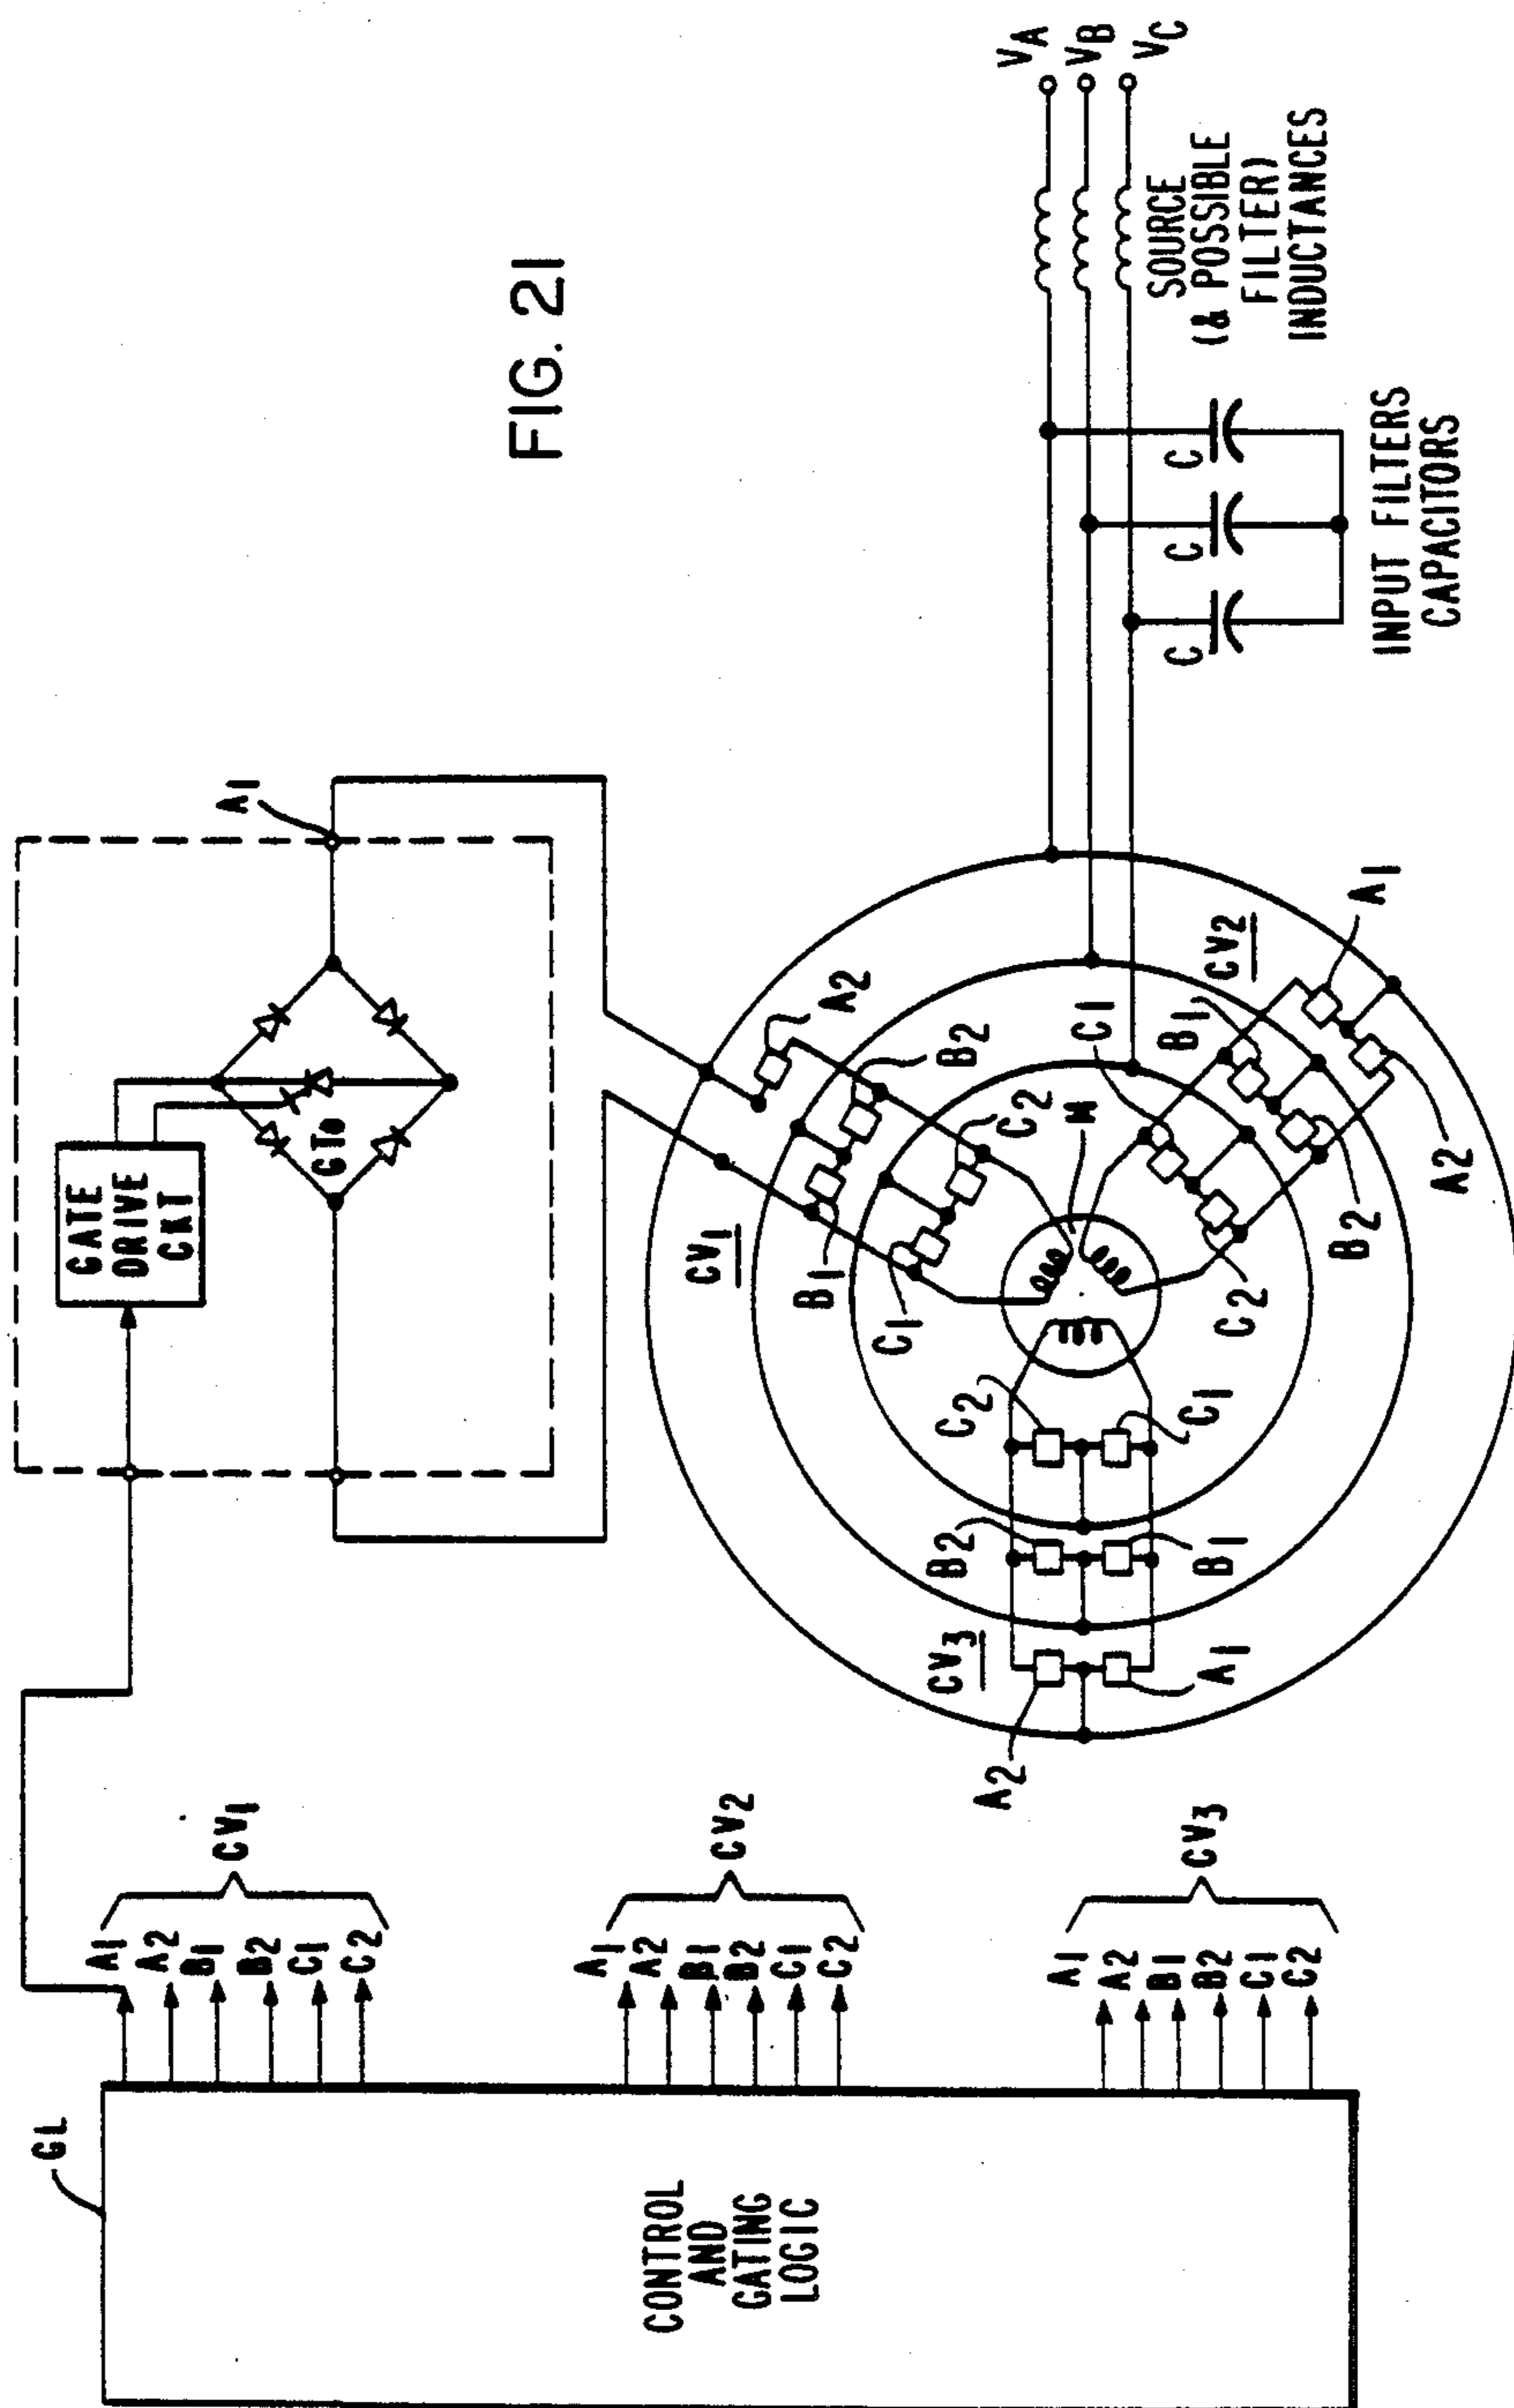 FIG. 21
GL
CONTROL
AND
GATING
LOGIC
A1
A2
B1
B2
C1
C2
CV1
A1
A2
B1
B2
C1
C2
CV2
A1
A2
B1
B2
C1
C2
CV3
GATE
DRIVE
CKT
GTO
A1
A2
B2
C2
M
CV1
B1
C1
CV2
A1
B1
C1
A2
B2
C2
CV3
C2
C1
B2
B1
A2
A1
VA
VB
VC
SOURCE
(& POSSIBLE
FILTER)
INDUCTANCES
C
C
C
INPUT FILTERS
CAPACITORS